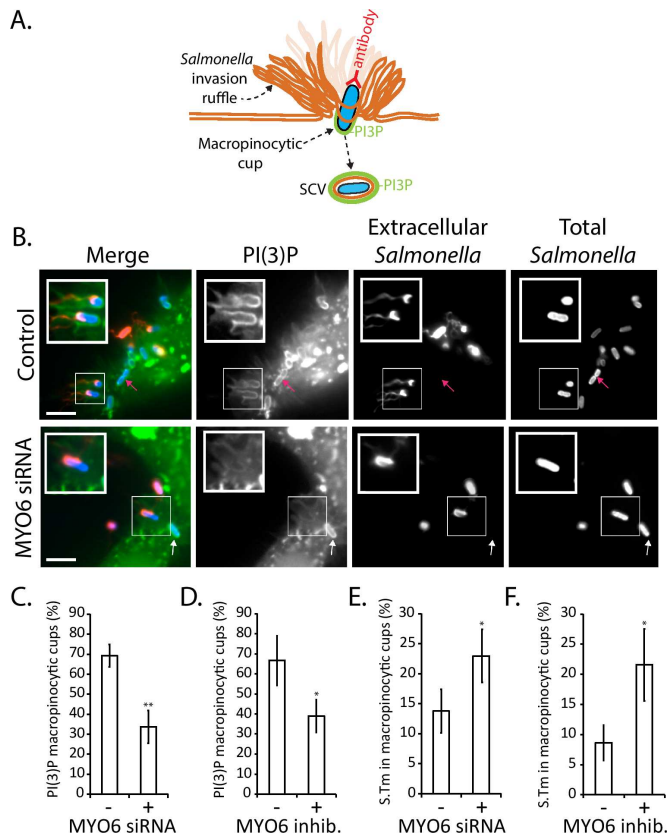 A.
Salmonella
invasion
ruffle
antibody
Macropinocytic
cup
PI3P
SCV
PI3P
B.
Merge
PI(3)P
Extracellular
Salmonella
Total
Salmonella
Control
MYO6 siRNA
C.
PI(3)P macropinocytic cups (%)
90
80
70
60
50
40
30
20
10
0
**
- +
MYO6 siRNA
D.
PI(3)P macropinocytic cups (%)
90
80
70
60
50
40
30
20
10
0
*
- +
MYO6 inhib.
E.
S.Tm in macropinocytic cups (%)
30
25
20
15
10
5
0
*
- +
MYO6 siRNA
F.
S.Tm in macropinocytic cups (%)
30
25
20
15
10
5
0
*
- +
MYO6 inhib.